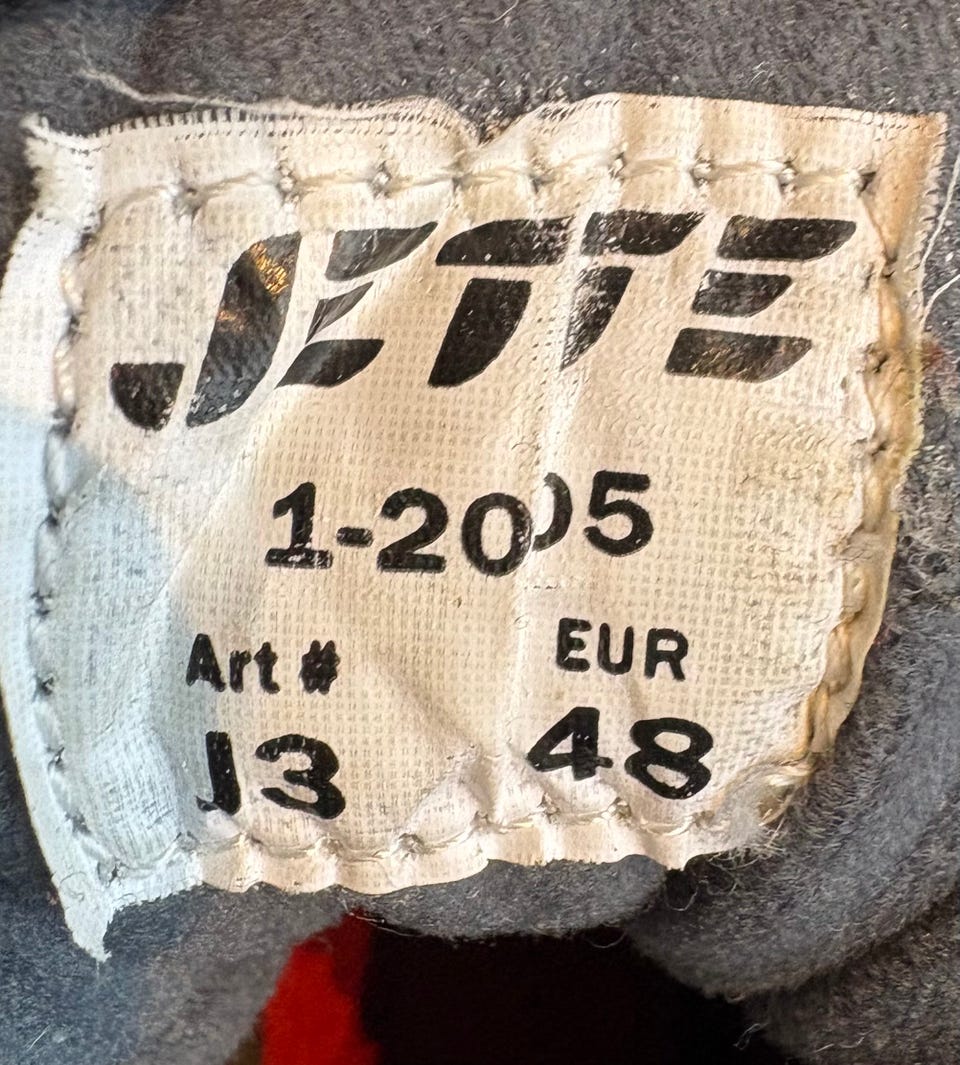 JETTE
1-2005
Art # EUR
J3 48